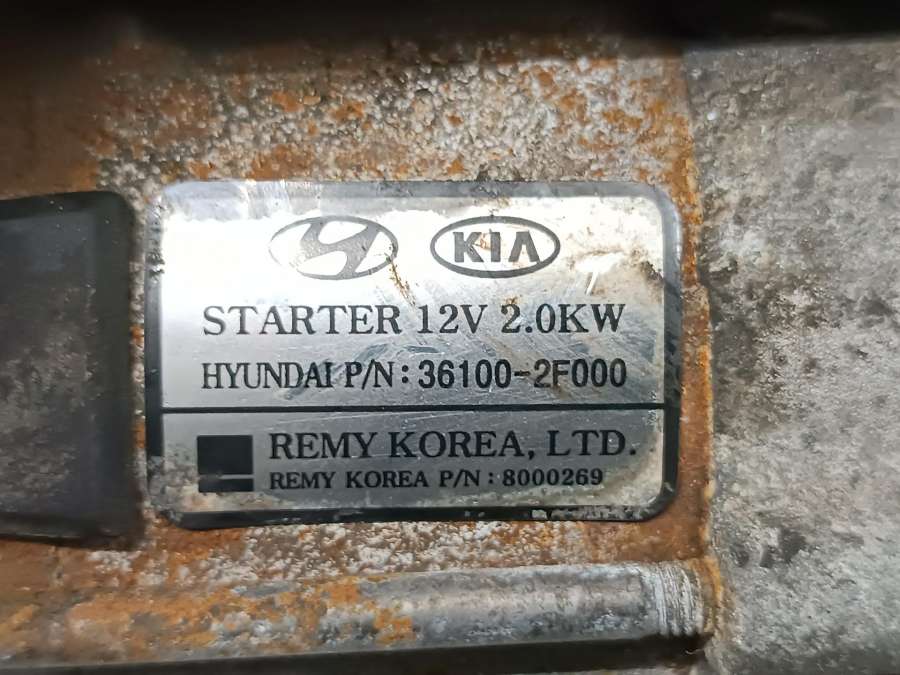 KIA
STARTER 12V 2.0KW
HYUNDAI P/N: 36100-2F000
REMY KOREA, LTD.
REMY KOREA P/N : 8000269